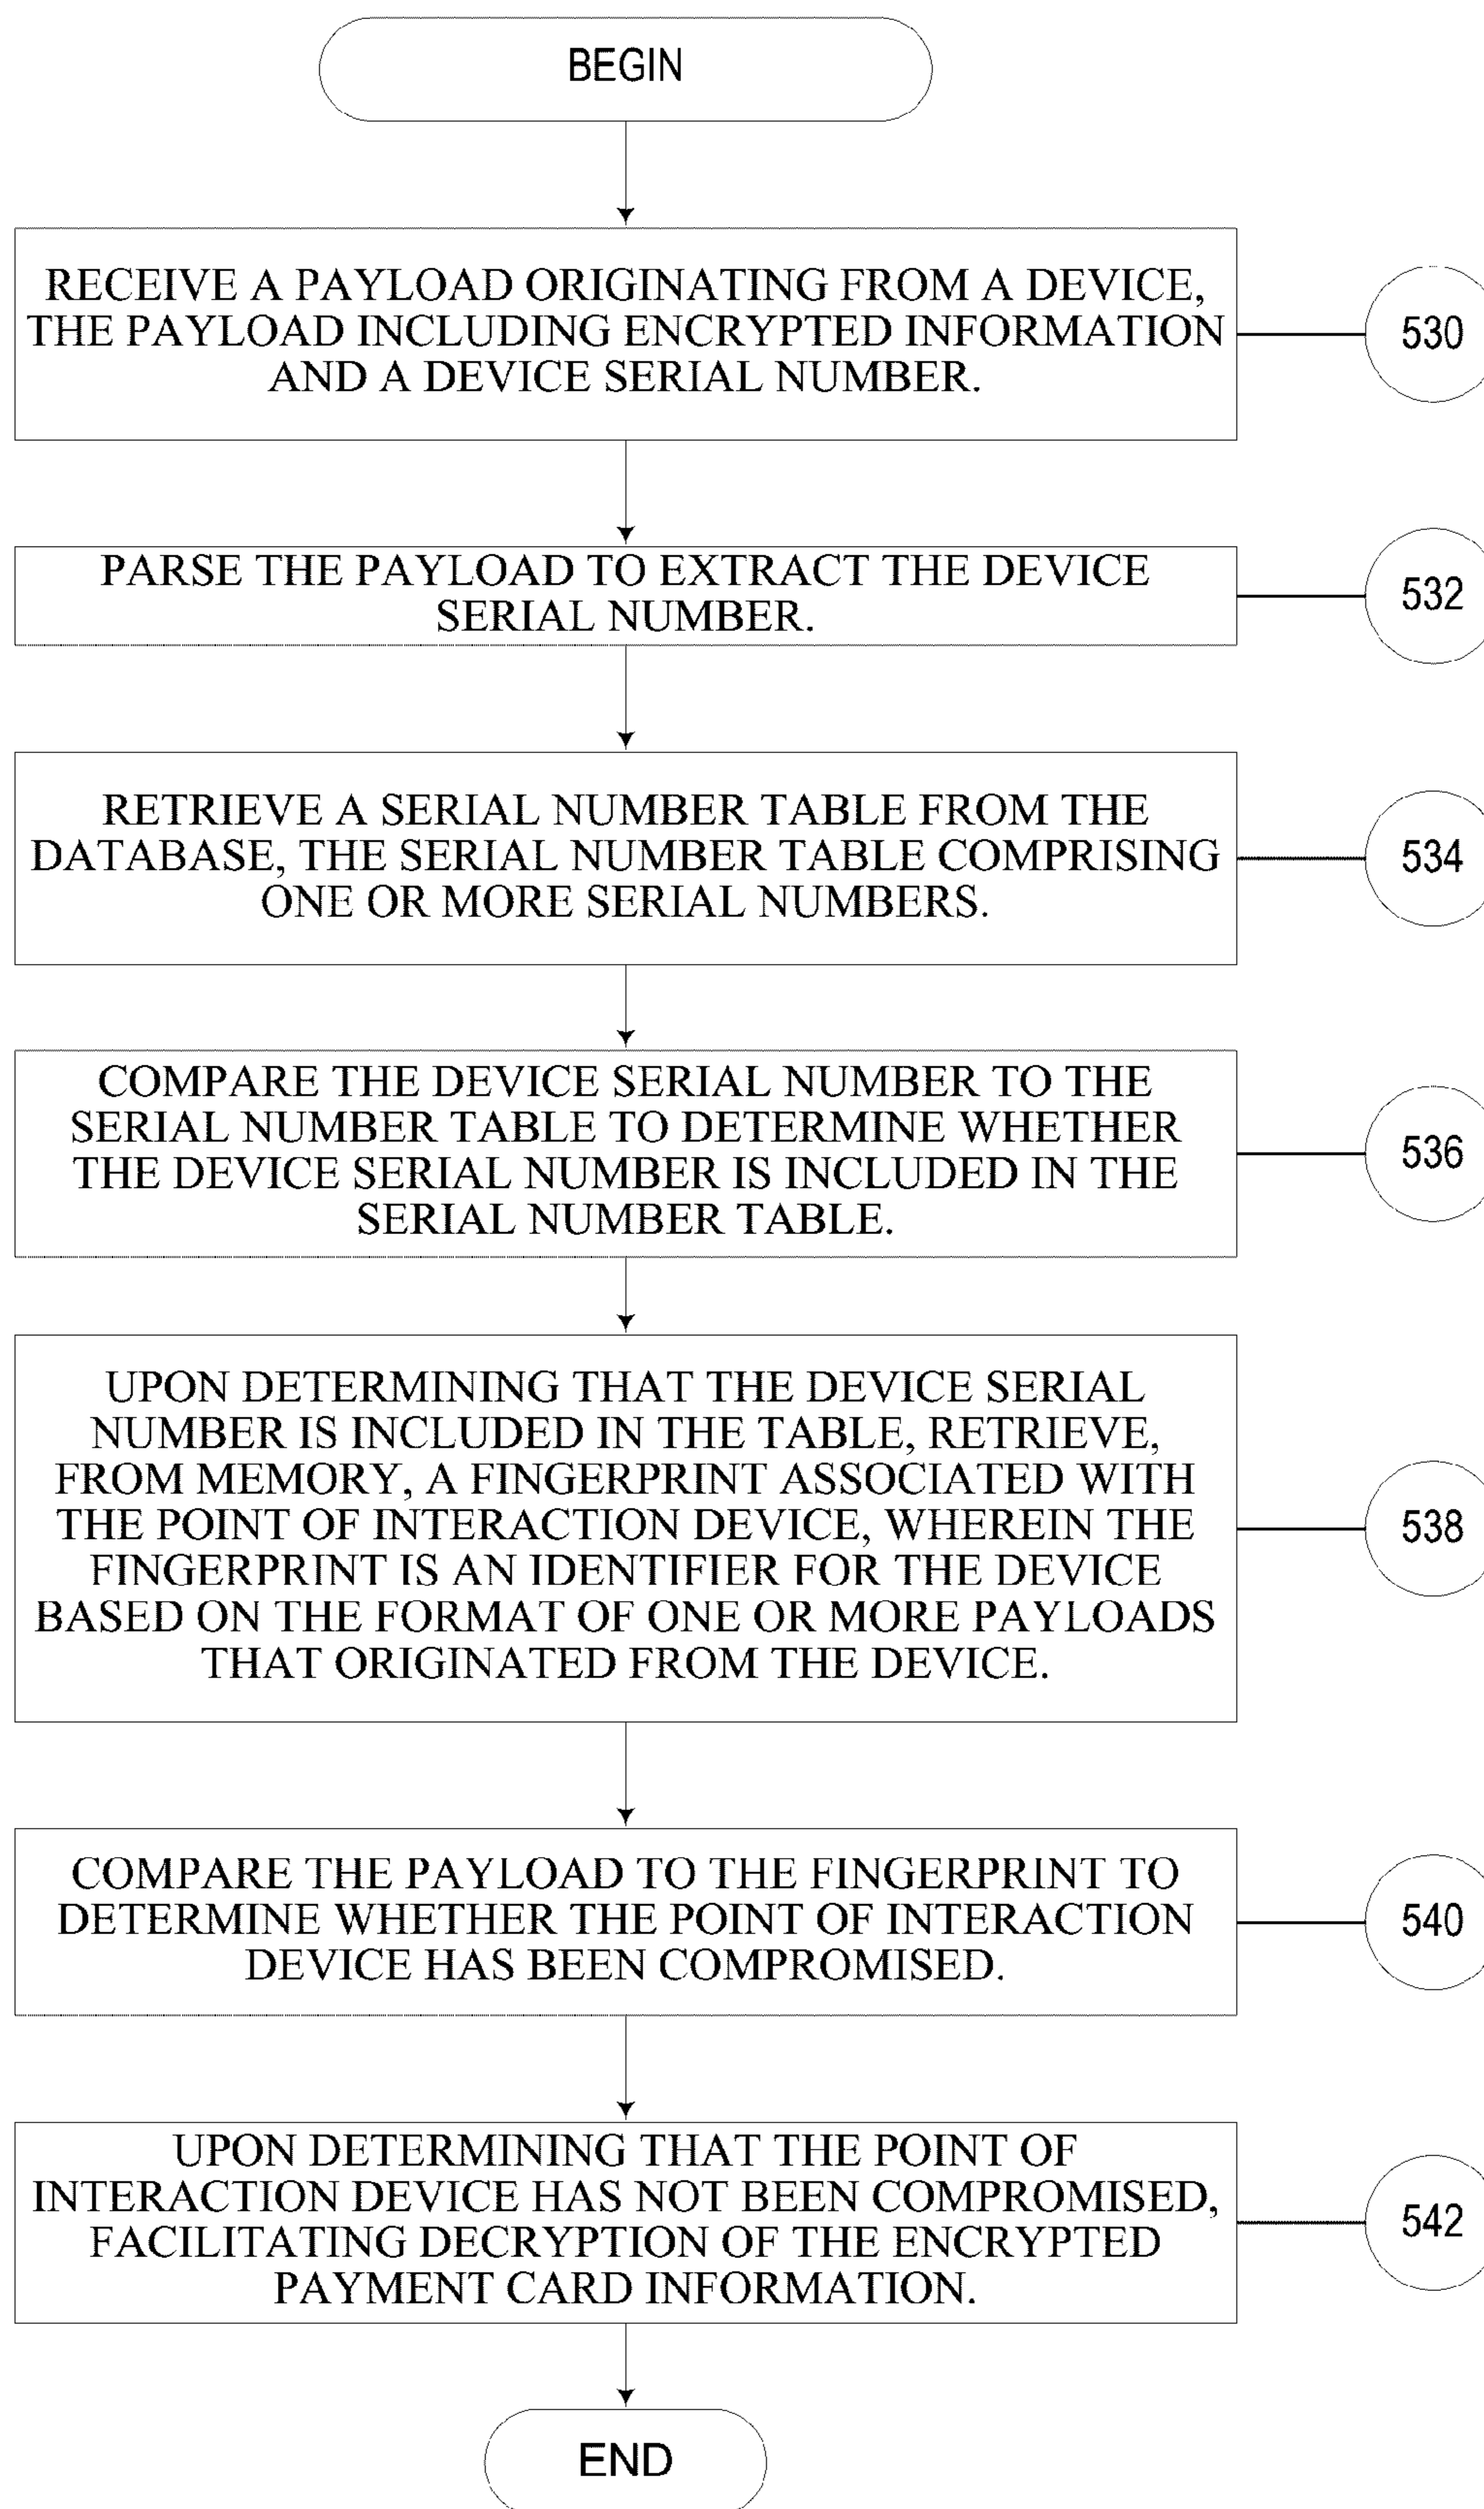 BEGIN
RECEIVE A PAYLOAD ORIGINATING FROM A DEVICE,
THE PAYLOAD INCLUDING ENCRYPTED INFORMATION
AND A DEVICE SERIAL NUMBER.
530
PARSE THE PAYLOAD TO EXTRACT THE DEVICE
SERIAL NUMBER.
532
RETRIEVE A SERIAL NUMBER TABLE FROM THE
DATABASE, THE SERIAL NUMBER TABLE COMPRISING
ONE OR MORE SERIAL NUMBERS.
534
COMPARE THE DEVICE SERIAL NUMBER TO THE
SERIAL NUMBER TABLE TO DETERMINE WHETHER
THE DEVICE SERIAL NUMBER IS INCLUDED IN THE
SERIAL NUMBER TABLE.
536
UPON DETERMINING THAT THE DEVICE SERIAL
NUMBER IS INCLUDED IN THE TABLE, RETRIEVE,
FROM MEMORY, A FINGERPRINT ASSOCIATED WITH
THE POINT OF INTERACTION DEVICE, WHEREIN THE
FINGERPRINT IS AN IDENTIFIER FOR THE DEVICE
BASED ON THE FORMAT OF ONE OR MORE PAYLOADS
THAT ORIGINATED FROM THE DEVICE.
538
COMPARE THE PAYLOAD TO THE FINGERPRINT TO
DETERMINE WHETHER THE POINT OF INTERACTION
DEVICE HAS BEEN COMPROMISED.
540
UPON DETERMINING THAT THE POINT OF
INTERACTION DEVICE HAS NOT BEEN COMPROMISED,
FACILITATING DECRYPTION OF THE ENCRYPTED
PAYMENT CARD INFORMATION.
542
END